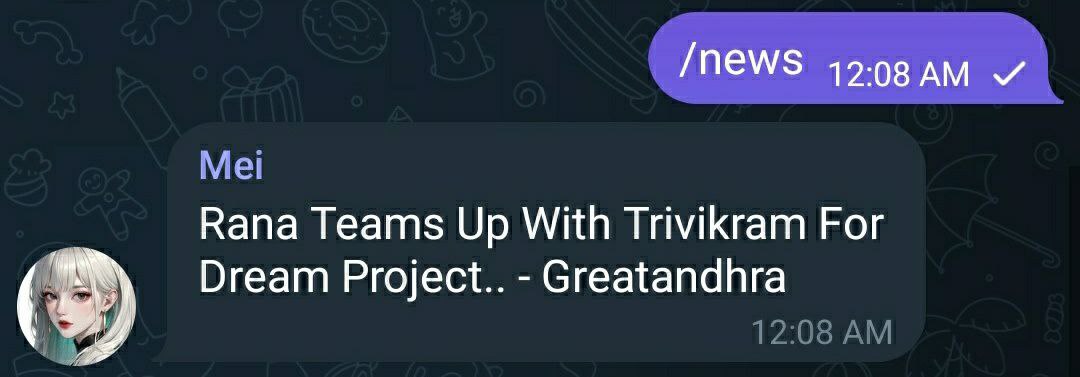 /news 12:08 AM
Mei
Rana Teams Up With Trivikram For
Dream Project.. - Greatandhra
12:08 AM